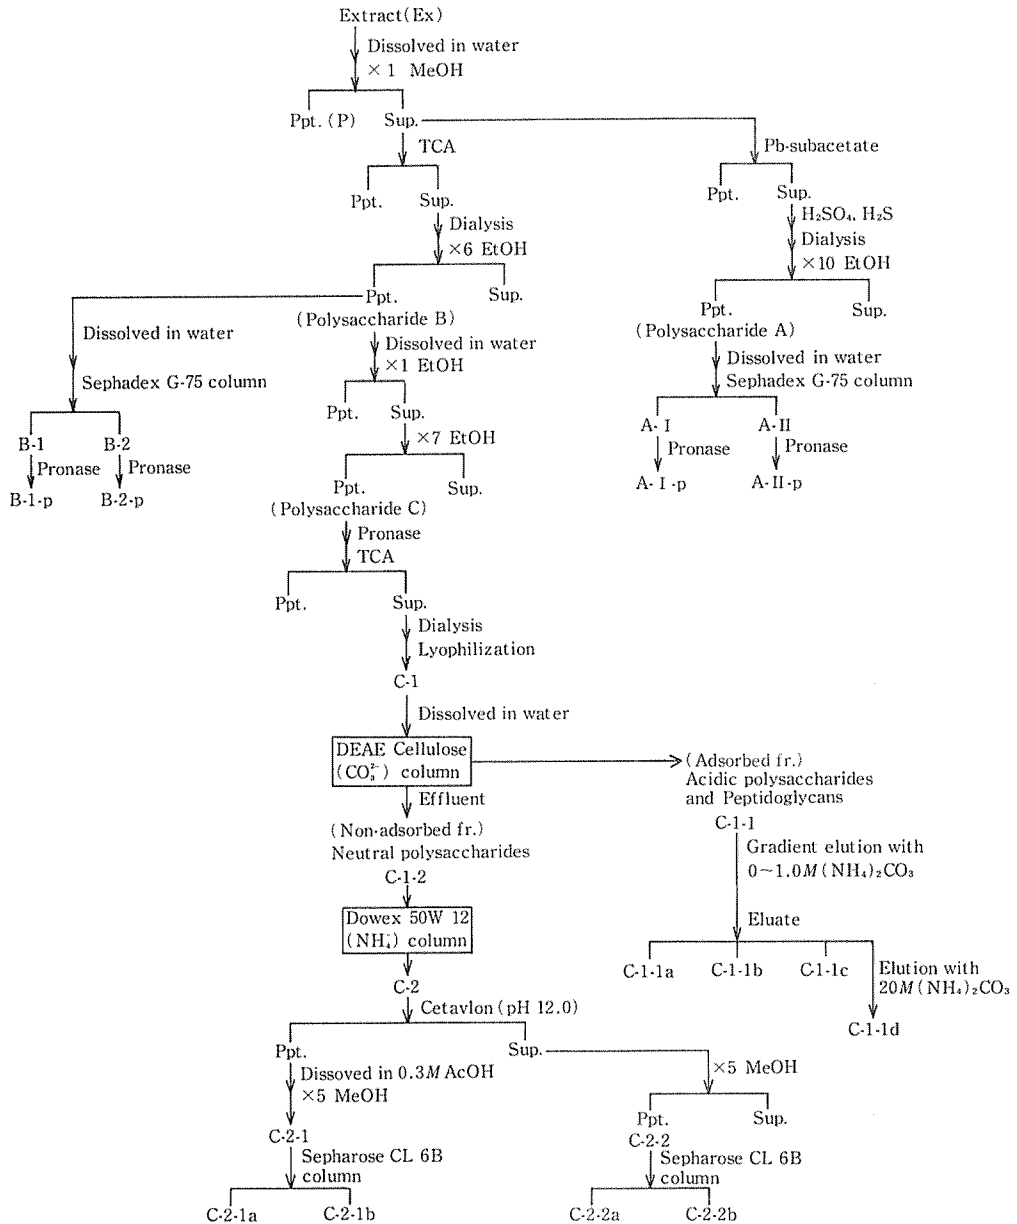 Extract(Ex)
Dissolved in water
×1 MeOH
Ppt. (P)
Sup.
TCA
Pb-subacetate
Ppt.
Sup.
Ppt.
Sup.
Dialysis
×6 EtOH
H₂SO₄, H₂S
Dialysis
×10 EtOH
Ppt.
(Polysaccharide B)
Sup.
Ppt.
(Polysaccharide A)
Sup.
Dissolved in water
Sephadex G-75 column
Dissolved in water
×1 EtOH
Dissolved in water
Sephadex G-75 column
B-1
B-2
Pronase
Pronase
B-1-p
B-2-p
Ppt.
Sup.
×7 EtOH
A-I
A-II
Pronase
Pronase
A-I-p
A-II-p
Ppt.
(Polysaccharide C)
Sup.
Pronase
TCA
Ppt.
Sup.
Dialysis
Lyophilization
C-1
Dissolved in water
DEAE Cellulose
(CO₃²⁻) column
(Adsorbed fr.)
Acidic polysaccharides
and Peptidoglycans
C-1-1
Effluent
(Non-adsorbed fr.)
Neutral polysaccharides
C-1-2
Gradient elution with
0~1.0M(NH₄)₂CO₃
Eluate
Dowex 50W 12
(NH₄⁻) column
C-1-1a
C-1-1b
C-1-1c
Elution with
20M(NH₄)₂CO₃
C-1-1d
C-2
Cetavlon(pH 12.0)
Ppt.
Sup.
Dissoved in 0.3M AcOH
×5 MeOH
×5 MeOH
C-2-1
Ppt.
C-2-2
Sup.
Sepharose CL 6B
column
Sepharose CL 6B
column
C-2-1a
C-2-1b
C-2-2a
C-2-2b